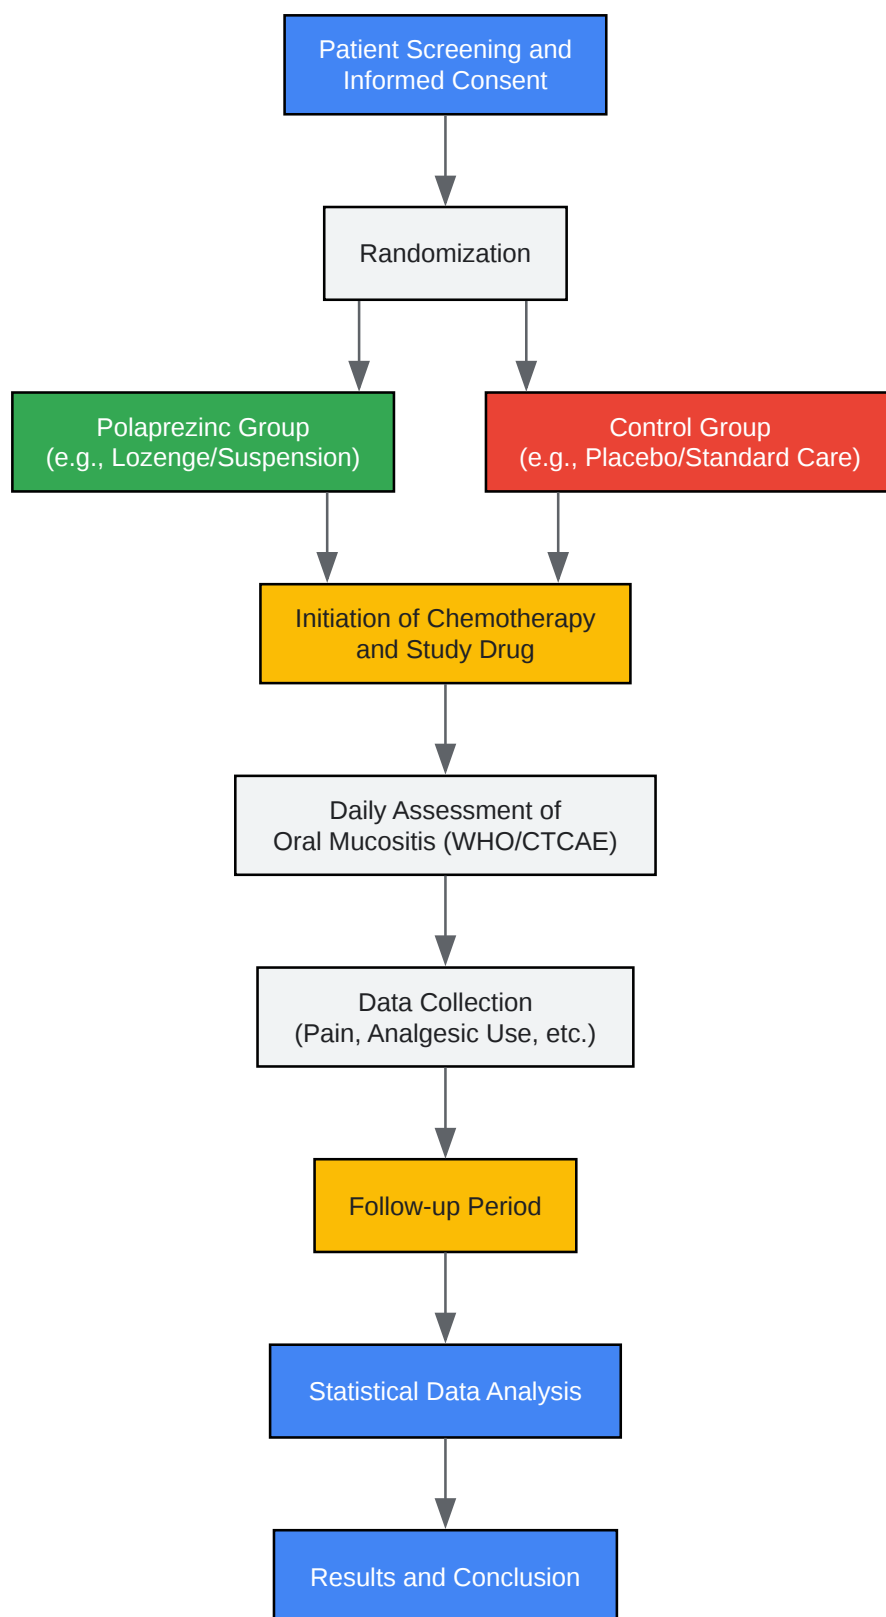 Patient Screening and
Informed Consent
Randomization
Polaprezinc Group
(e.g., Lozenge/Suspension)
Control Group
(e.g., Placebo/Standard Care)
Initiation of Chemotherapy
and Study Drug
Daily Assessment of
Oral Mucositis (WHO/CTCAE)
Data Collection
(Pain, Analgesic Use, etc.)
Follow-up Period
Statistical Data Analysis
Results and Conclusion